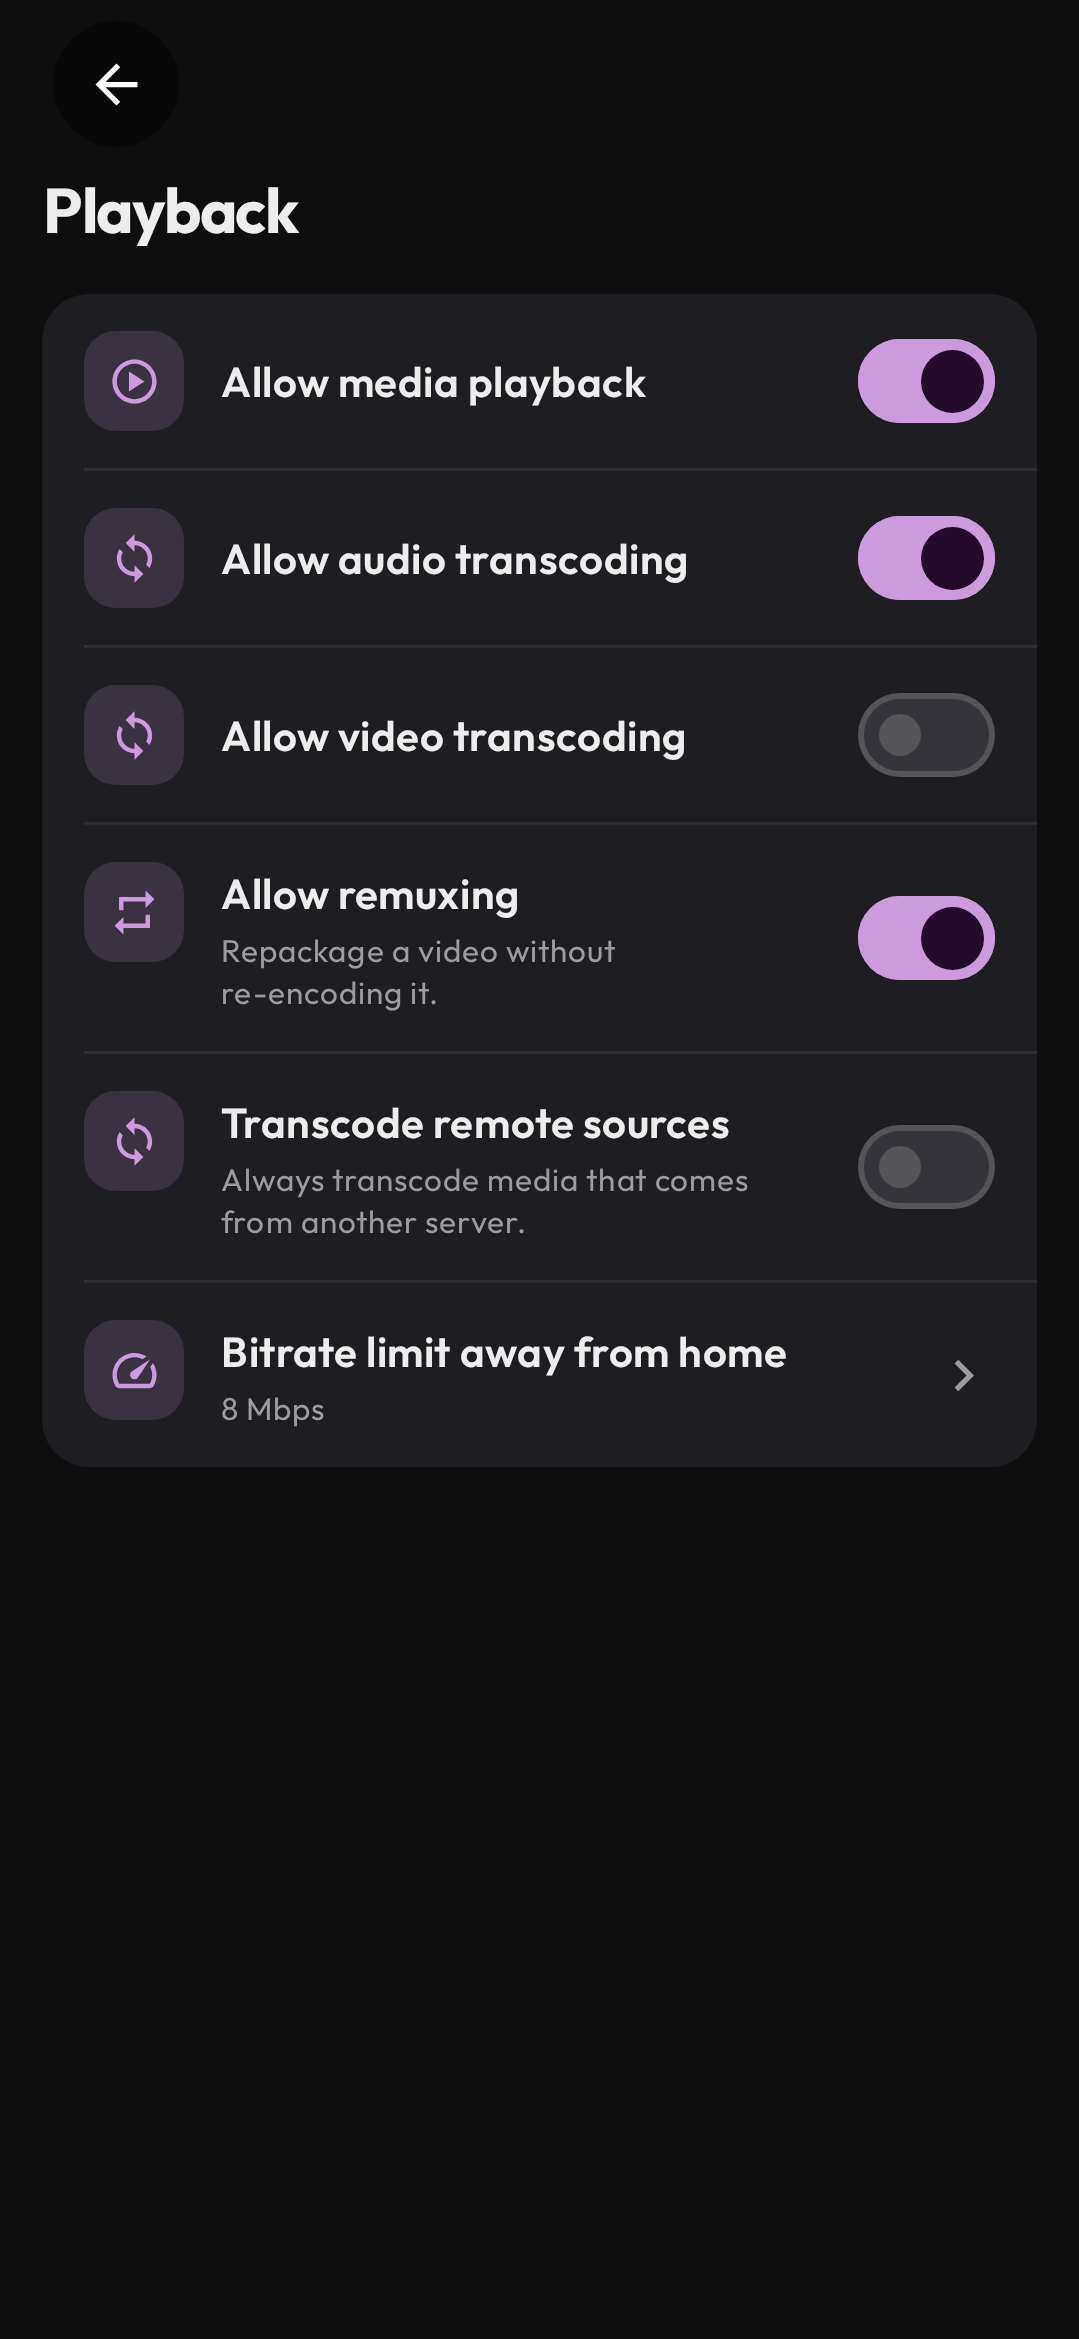 Playback
Allow media playback
Allow audio transcoding
Allow video transcoding
Allow remuxing
Repackage a video without
re-encoding it.
Transcode remote sources
Always transcode media that comes
from another server.
Bitrate limit away from home
8 Mbps